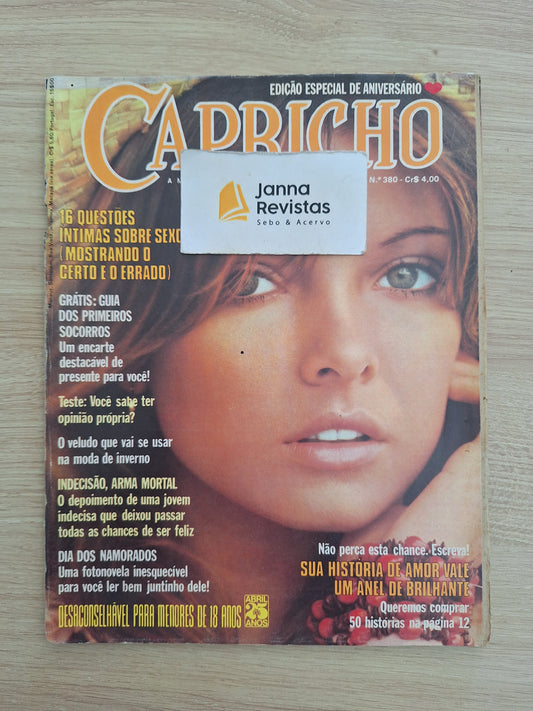 EDIÇÃO ESPECIAL DE ANIVERSÁRIO
CAPRICHO
A M
N.º 380 - Cr$ 4,00
Janna
Revistas
Sebo & Acervo
16 QUESTÕES
ÍNTIMAS SOBRE SEXO
(MOSTRANDO O
CERTO E O ERRADO)
GRÁTIS: GUIA
DOS PRIMEIROS
SOCORROS
Um encarte
destacável de
presente para você!
Teste: Você sabe ter
opinião própria?
O veludo que vai se usar
na moda de inverno
INDECISÃO, ARMA MORTAL
O depoimento de uma jovem
indecisa que deixou passar
todas as chances de ser feliz
DIA DOS NAMORADOS
Uma fotonovela inesquecível
para você ler bem juntinho dele!
DESACONSELHÁVEL PARA MENORES DE 18 ANOS
ABRIL
25
ANOS
Não perca esta chance. Escreva!
SUA HISTÓRIA DE AMOR VALE
UM ANEL DE BRILHANTE
Queremos comprar
50 histórias na página 12